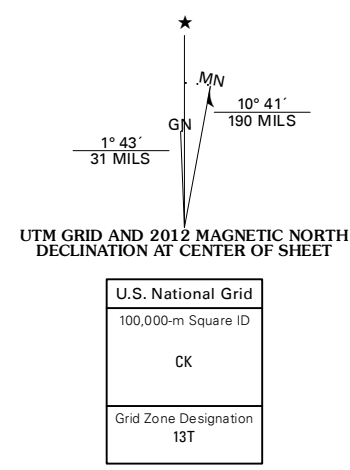 ★
MN
10° 41´
190 MILS
GN
1° 43´
31 MILS
UTM GRID AND 2012 MAGNETIC NORTH
DECLINATION AT CENTER OF SHEET
U.S. National Grid
100,000-m Square ID
CK
Grid Zone Designation
13T